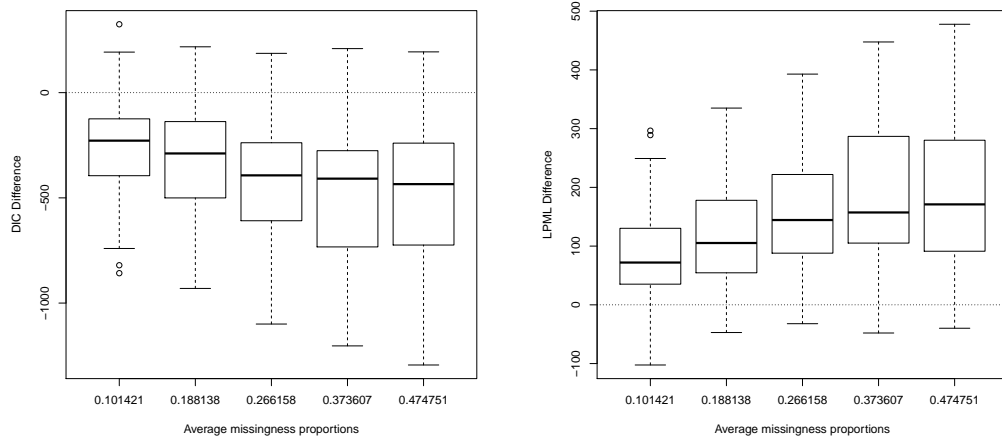 DIC Difference
0
−500
−1000
0.101421 0.188138 0.266158 0.373607 0.474751
Average missingness proportions
LPML Difference
500
400
300
200
100
0
−100
0.101421 0.188138 0.266158 0.373607 0.474751
Average missingness proportions